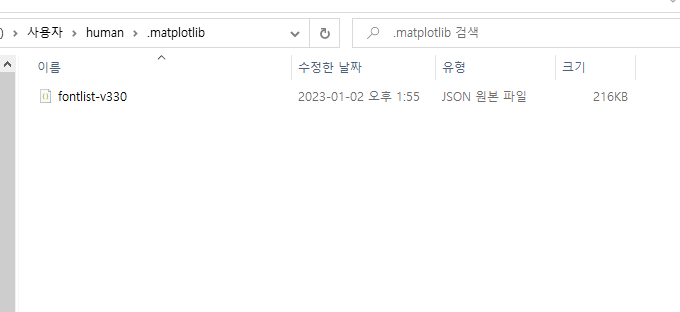 ) > 사용자 > human > .matplotlib
.matplotlib 검색
이름 수정한 날짜 유형 크기
fontlist-v330 2023-01-02 오후 1:55 JSON 원본 파일 216KB